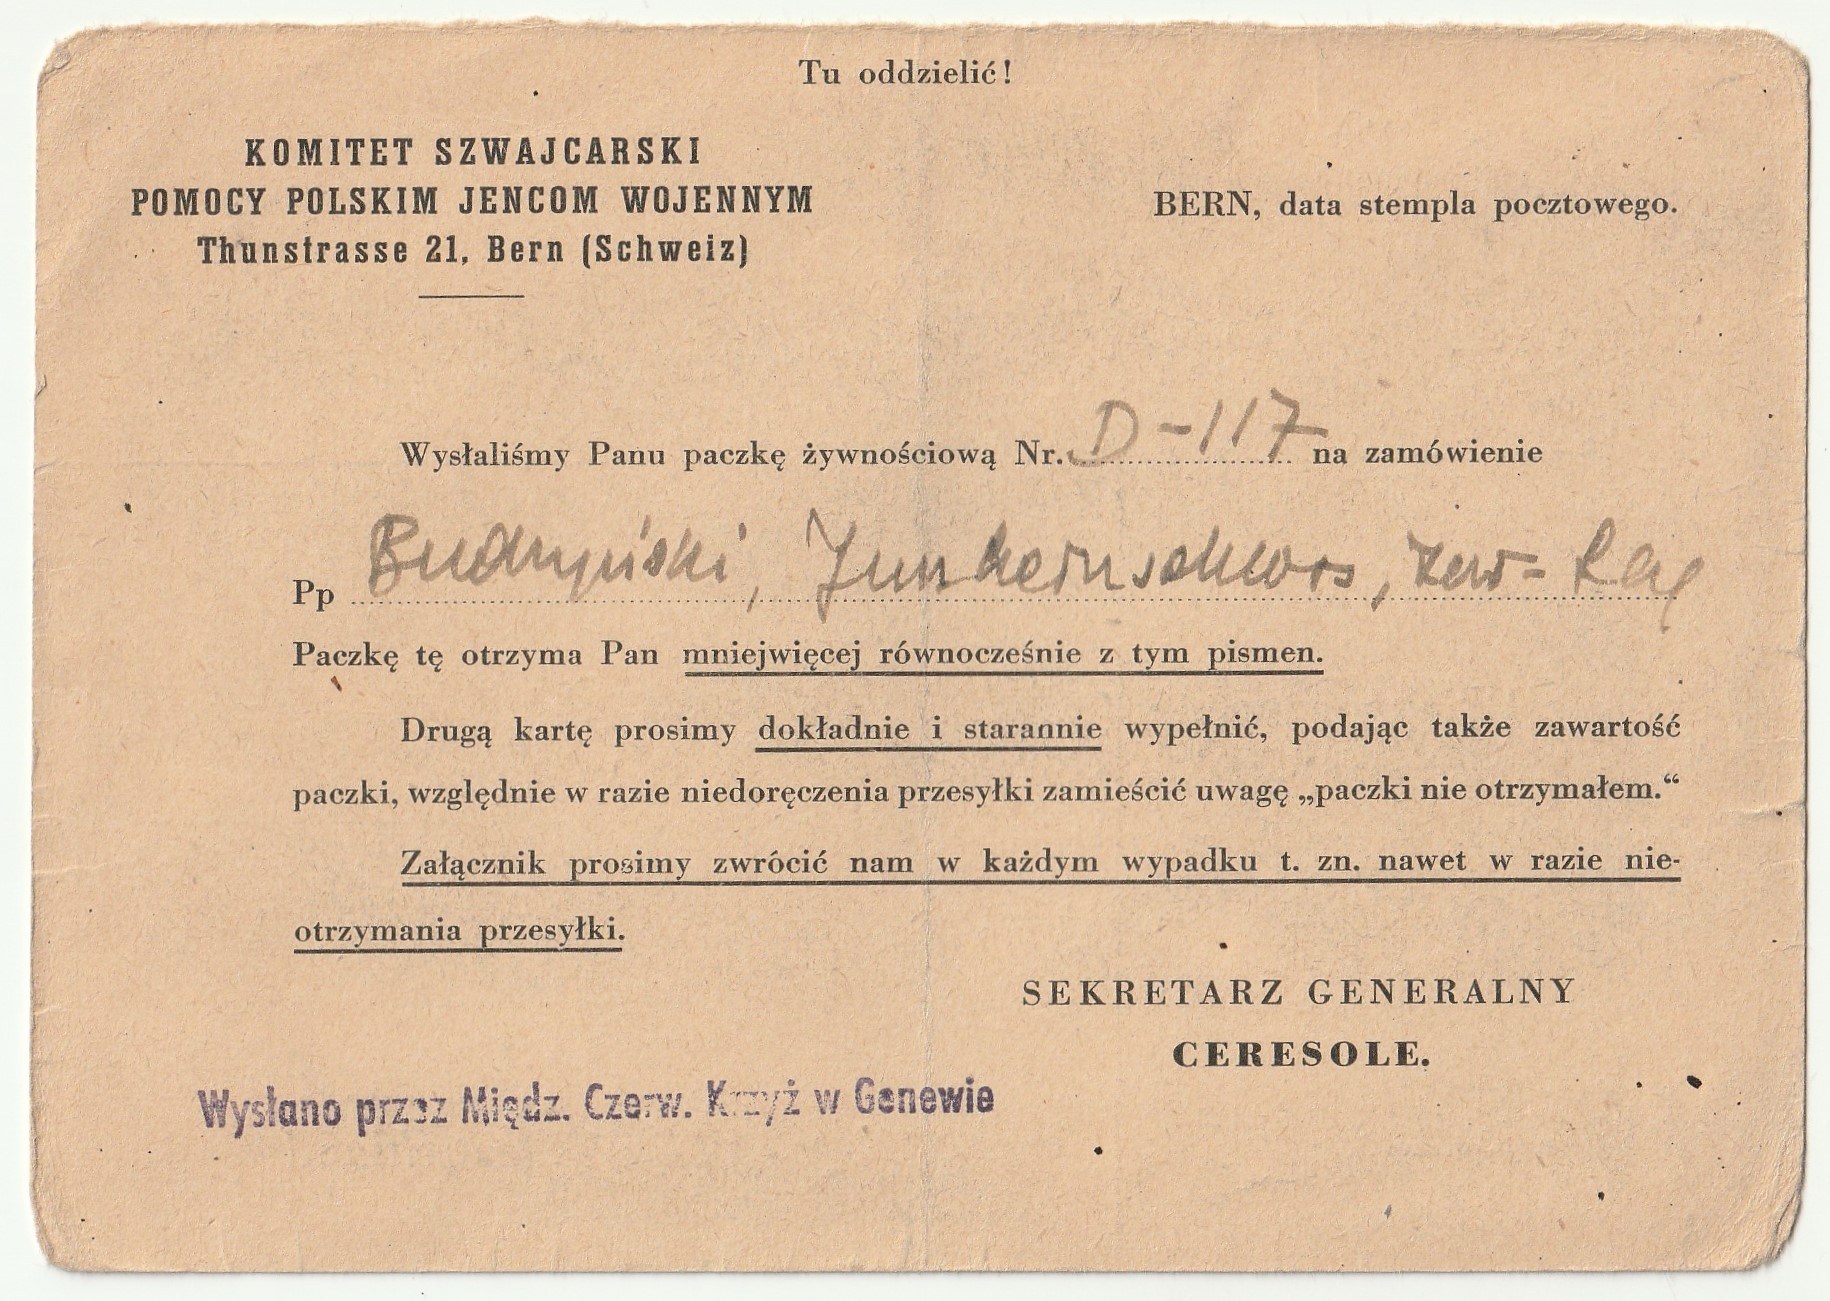 Tu oddzielić!
KOMITET SZWAJCARSKI
POMOCY POLSKIM JENCOM WOJENNYM
Thunstrasse 21, Bern (Schweiz)
BERN, data stempla pocztowego.
Wysłaliśmy Panu paczkę żywnościową Nr. D-117 na zamówienie
Pp Budzyński,
Paczkę tę otrzyma Pan mniejwięcej równocześnie z tym pismen.
Drugą kartę prosimy dokładnie i starannie wypełnić, podając także zawartość
paczki, względnie w razie niedoręczenia przesyłki zamieścić uwagę „paczki nie otrzymałem.“
Załącznik prosimy zwrócić nam w każdym wypadku t. zn. nawet w razie nie-
otrzymania przesyłki.
SEKRETARZ GENERALNY
CERESOLE.
Wysłano przez Międz. Czerw. Krzyż w Genewie